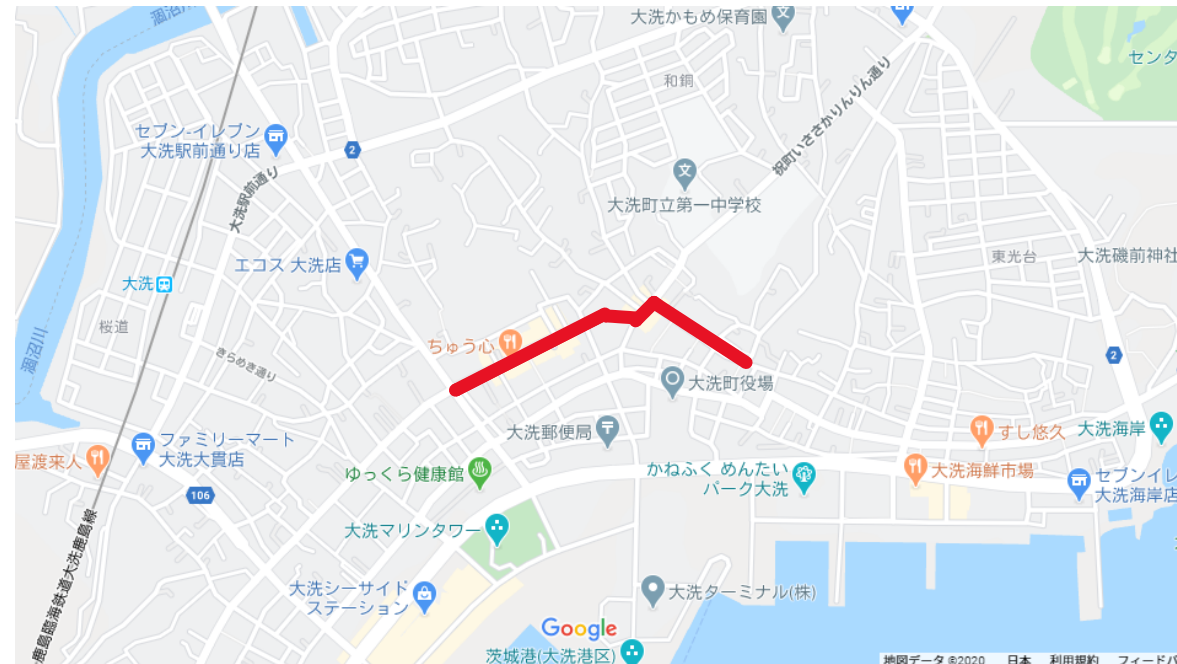 涸沼川
大洗かもめ保育園
センタ
和銅
祝町いささかりんりん通り
セブン-イレブン
大洗駅前通り店
2
大洗駅前通り
大洗町立第一中学校
エコス 大洗店
東光台
大洗磯前神社
大洗
桜道
涸沼川
きらめき通り
ちゅう心
2
大洗町役場
大洗郵便局
すし悠久
大洗海岸
ファミリーマート
大洗大貫店
屋渡来人
ゆっくら健康館
かねふく めんたい
パーク大洗
大洗海鮮市場
セブンイレ
大洗海岸店
106
大洗マリンタワー
鹿島臨海鉄道大洗鹿島線
大洗シーサイド
ステーション
大洗ターミナル(株)
Google
茨城港(大洗港区)
地図データ ©2020 日本 利用規約 フィードバ